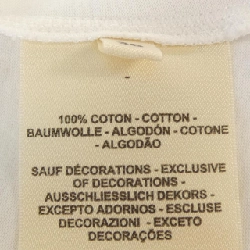 100% COTON - COTTON -
BAUMWOLLE - ALGODÓN - COTONE
- ALGODÃO
SAUF DÉCORATIONS - EXCLUSIVE
OF DECORATIONS -
AUSSCHLIESSLICH DEKORS -
EXCEPTO ADORNOS - ESCLUSE
DECORAZIONI - EXCETO
DECORAÇÕES